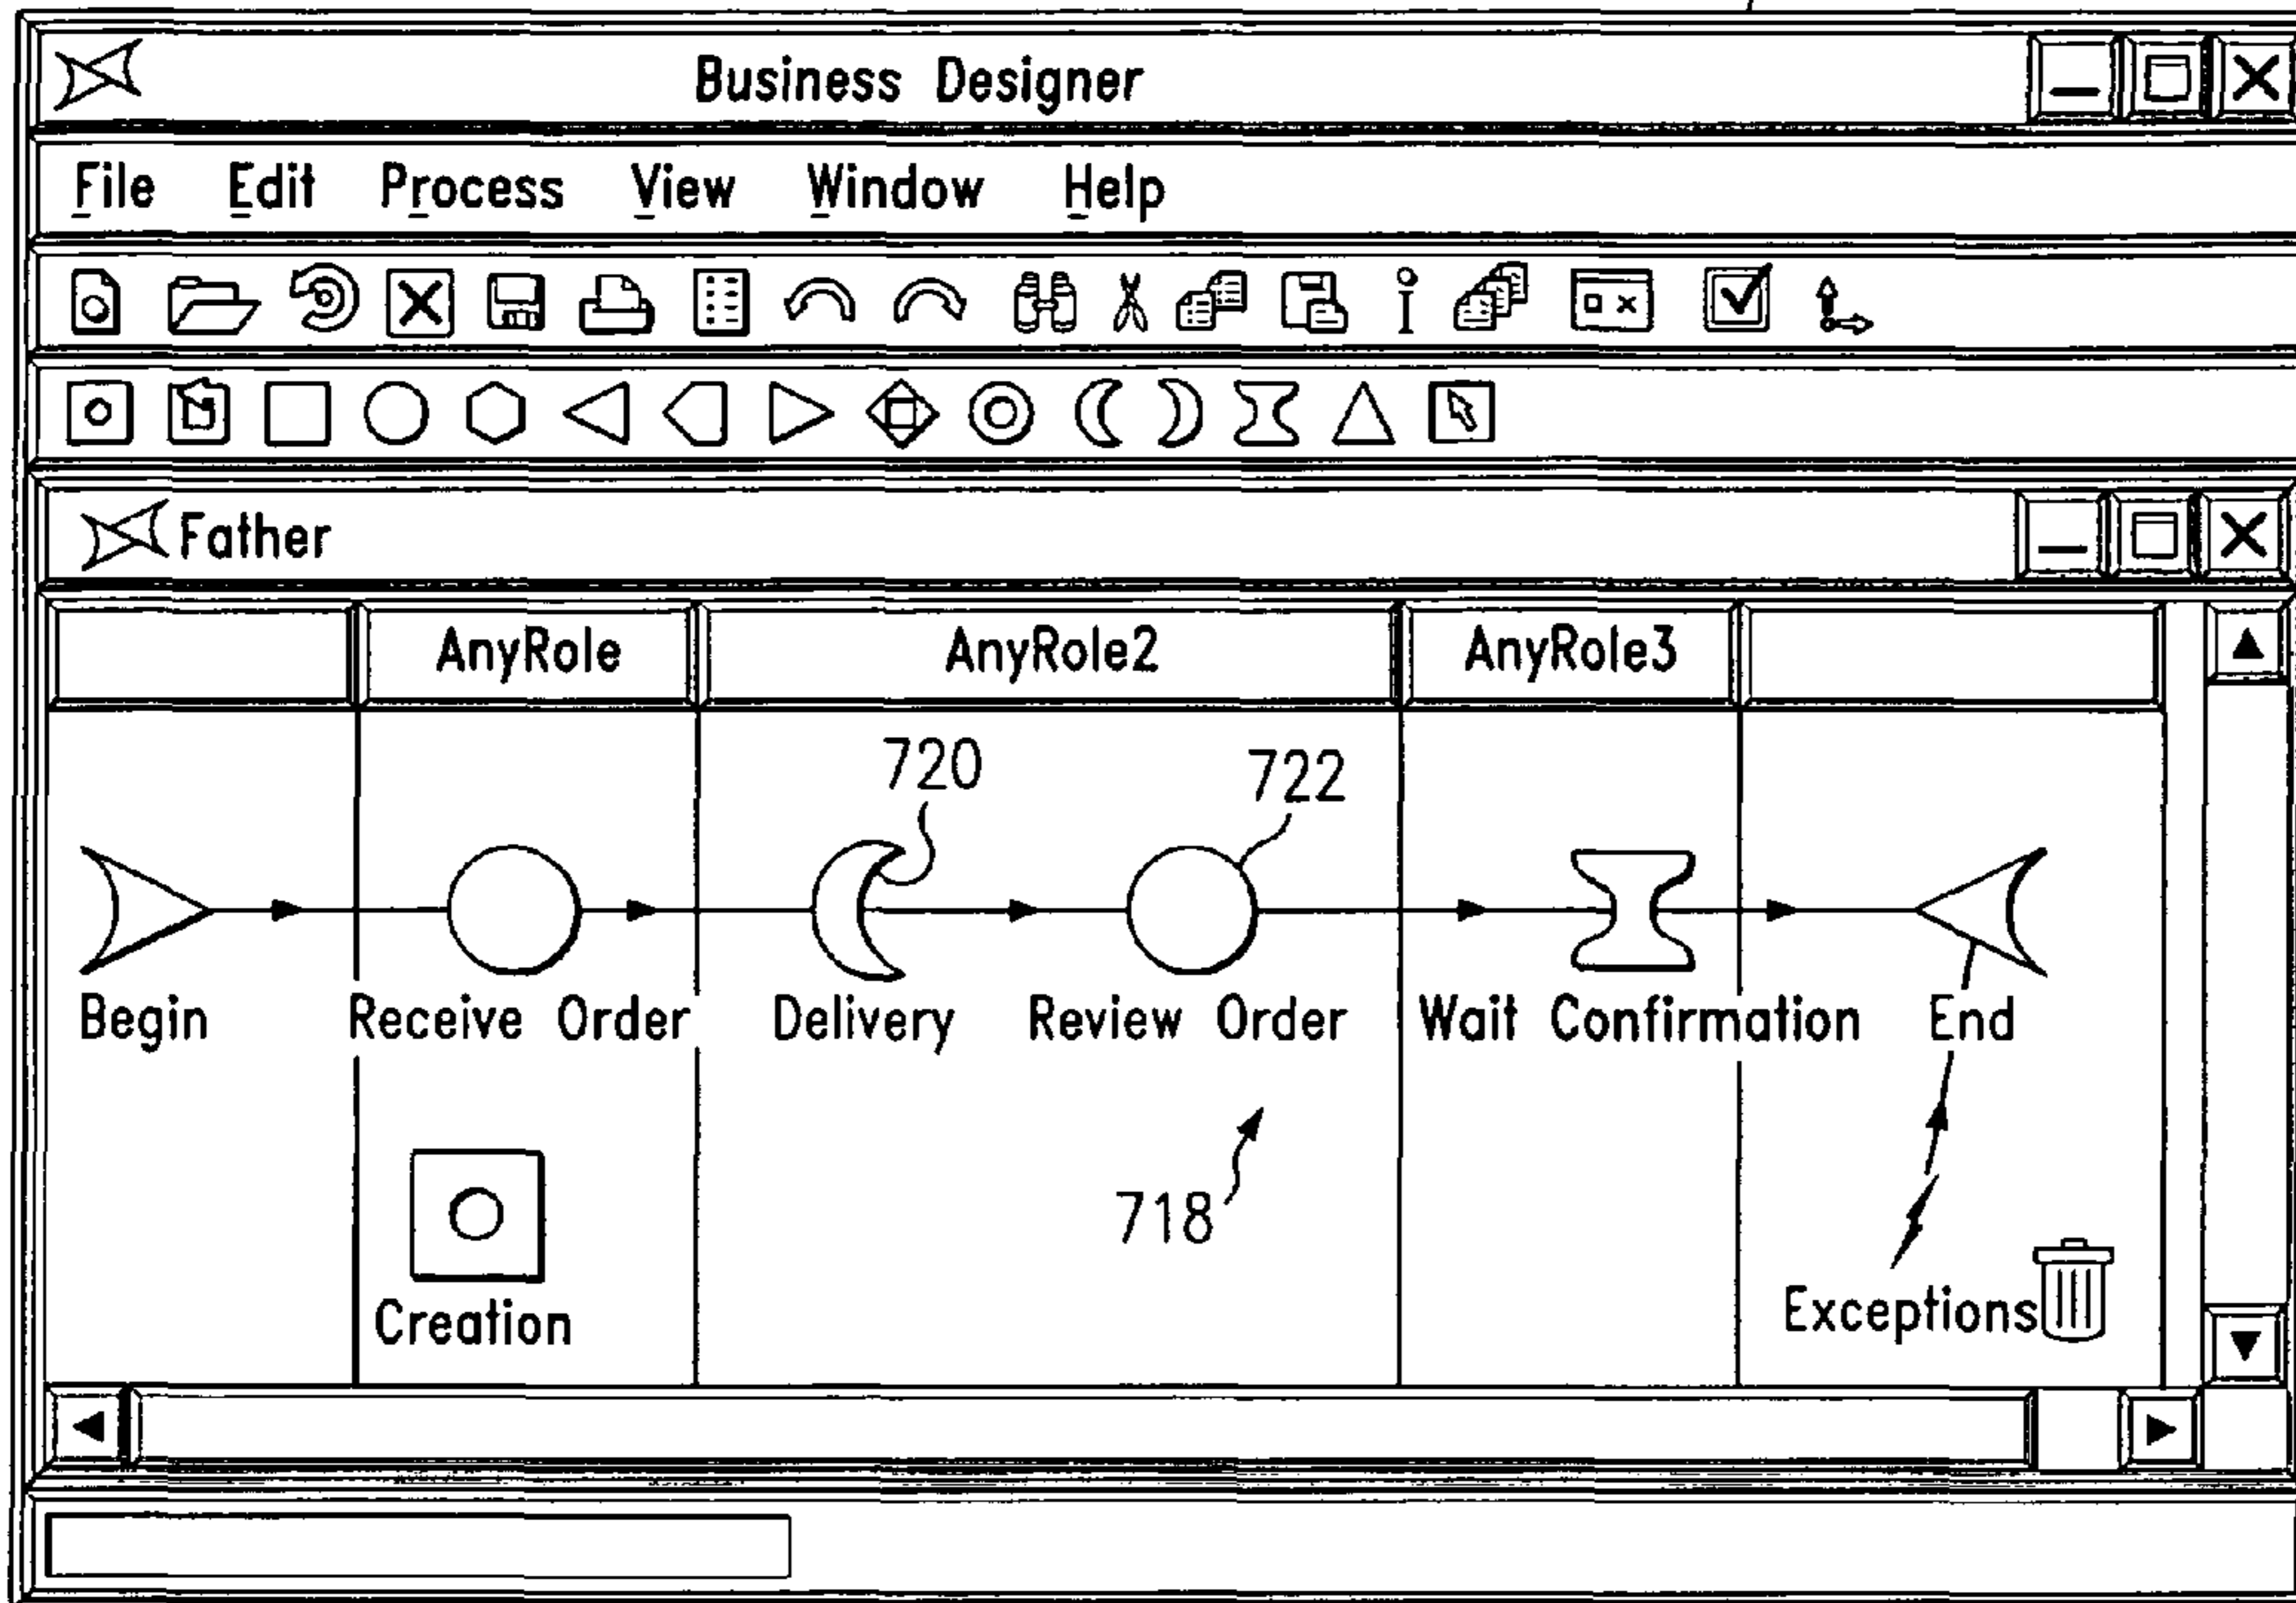 Business Designer
File Edit Process View Window Help
Father
AnyRole AnyRole2 AnyRole3
720 722
Begin Receive Order Delivery Review Order Wait Confirmation End
718
Creation Exceptions